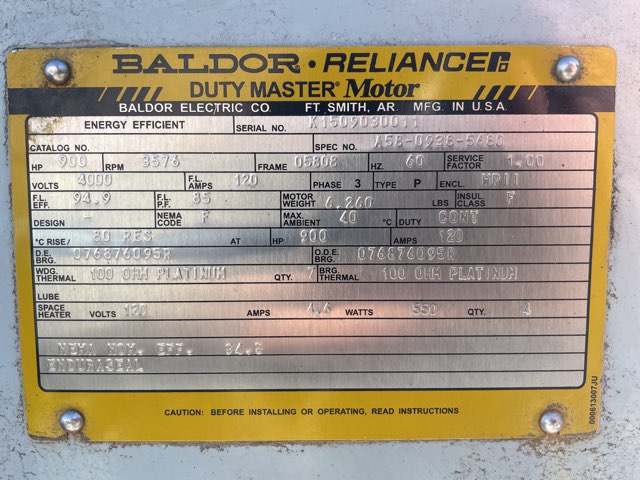 BALDOR • RELIANCE
DUTY MASTER® Motor
BALDOR ELECTRIC CO. FT. SMITH, AR. MFG. IN U.S.A.
ENERGY EFFICIENT SERIAL NO. K1509030011
CATALOG NO. SPEC NO. A58-0938-5680
HP 900 RPM 3576 FRAME O5808 HZ. 60 SERVICE FACTOR 1.00
VOLTS 4000 F.L. AMPS 120 PHASE 3 TYPE P ENCL. WP11
F.L. EFF. 94.9 F.L. P.F. 85 MOTOR WEIGHT 6,260 LBS INSUL. CLASS F
DESIGN - NEMA CODE F MAX. AMBIENT 40 °C DUTY CONT
°C RISE/ 80 RES AT HP 900 AMPS 120
D.E. BRG. 076876095R O.D.E. BRG. 076876095R
WDG. THERMAL 100 OHM PLATINUM QTY. 7 BRG. THERMAL 100 OHM PLATINUM
LUBE
SPACE HEATER VOLTS 120 AMPS 4.6 WATTS 550 QTY. 4
NEMA NOM. EFF. 94.8
ENDURASEAL
CAUTION: BEFORE INSTALLING OR OPERATING, READ INSTRUCTIONS
000613007JU